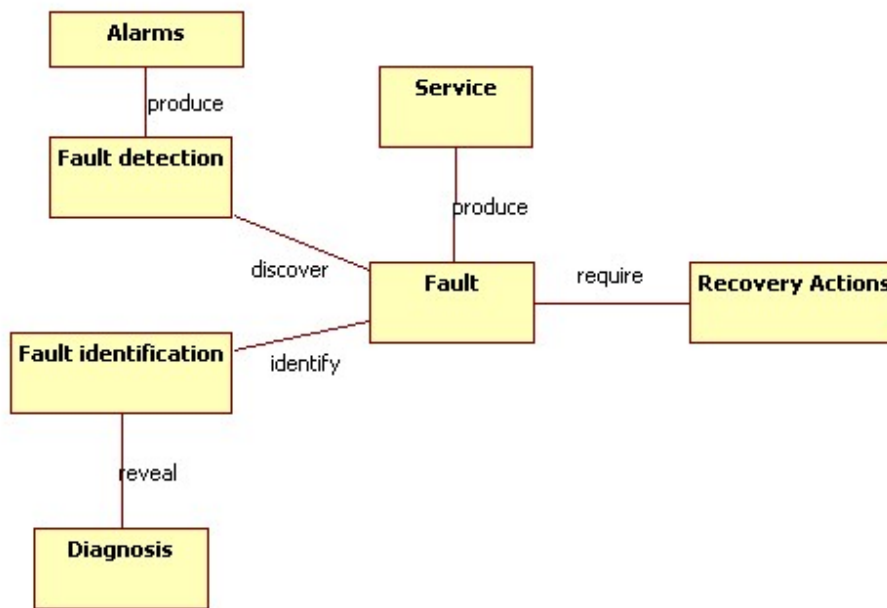 Alarms
produce
Service
Fault detection
produce
discover
Fault
require
Recovery Actions
Fault identification
identify
reveal
Diagnosis